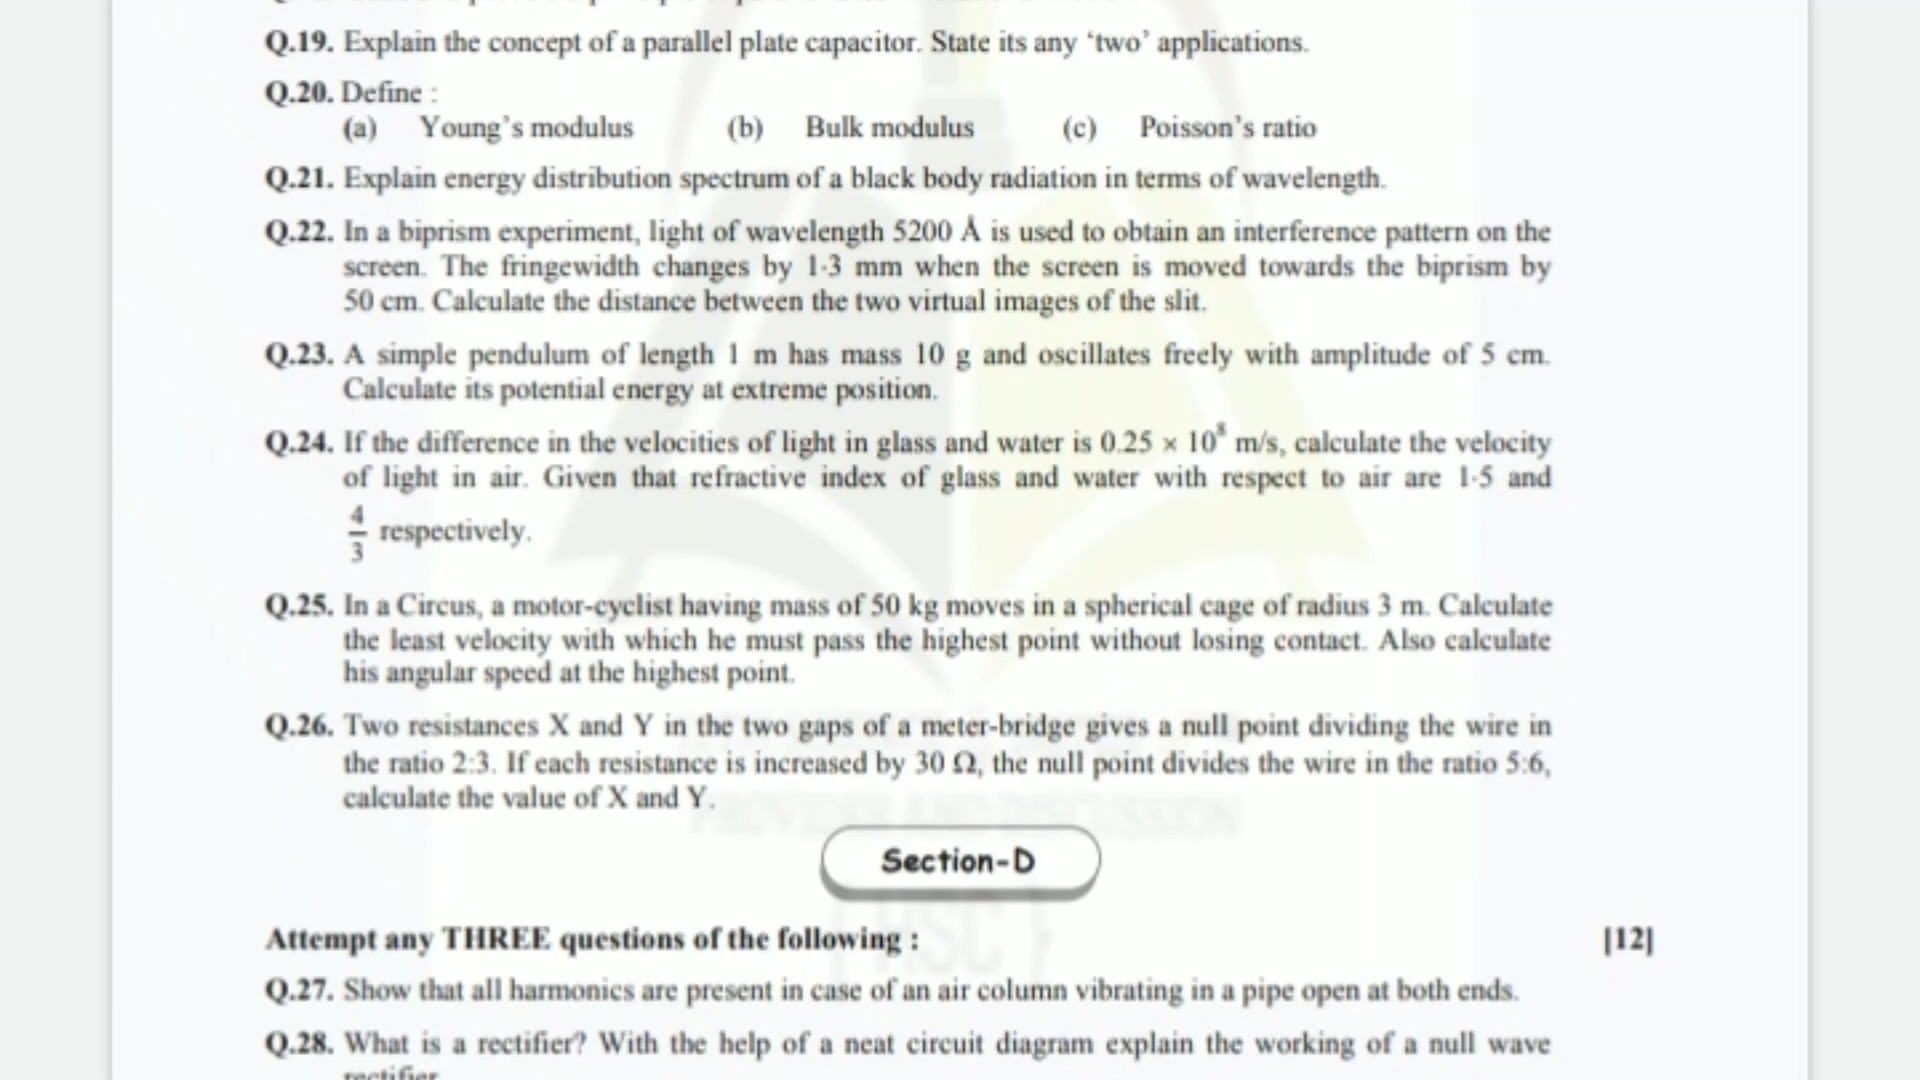 Q.19. Explain the concept of a parallel plate capacitor. State its any ‘two’ applications.
Q.20. Define :
(a) Young’s modulus (b) Bulk modulus (c) Poisson’s ratio
Q.21. Explain energy distribution spectrum of a black body radiation in terms of wavelength.
Q.22. In a biprism experiment, light of wavelength 5200 Å is used to obtain an interference pattern on the
screen. The fringewidth changes by 1·3 mm when the screen is moved towards the biprism by
50 cm. Calculate the distance between the two virtual images of the slit.
Q.23. A simple pendulum of length 1 m has mass 10 g and oscillates freely with amplitude of 5 cm.
Calculate its potential energy at extreme position.
Q.24. If the difference in the velocities of light in glass and water is 0.25 × 10⁸ m/s, calculate the velocity
of light in air. Given that refractive index of glass and water with respect to air are 1·5 and
4/3 respectively.
Q.25. In a Circus, a motor-cyclist having mass of 50 kg moves in a spherical cage of radius 3 m. Calculate
the least velocity with which he must pass the highest point without losing contact. Also calculate
his angular speed at the highest point.
Q.26. Two resistances X and Y in the two gaps of a meter-bridge gives a null point dividing the wire in
the ratio 2:3. If each resistance is increased by 30 Ω, the null point divides the wire in the ratio 5:6,
calculate the value of X and Y.
PROVIDER AND DISCUSSION
Section-D
{ HSC }
Attempt any THREE questions of the following : [12]
Q.27. Show that all harmonics are present in case of an air column vibrating in a pipe open at both ends.
Q.28. What is a rectifier? With the help of a neat circuit diagram explain the working of a null wave
rectifier